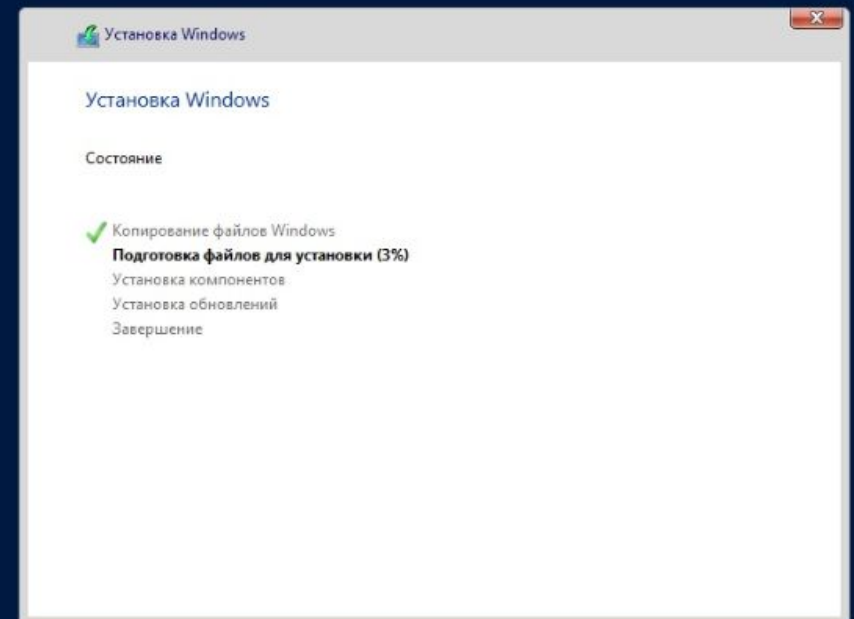 Установка Windows
Установка Windows
Состояние
Копирование файлов Windows
Подготовка файлов для установки (3%)
Установка компонентов
Установка обновлений
Завершение